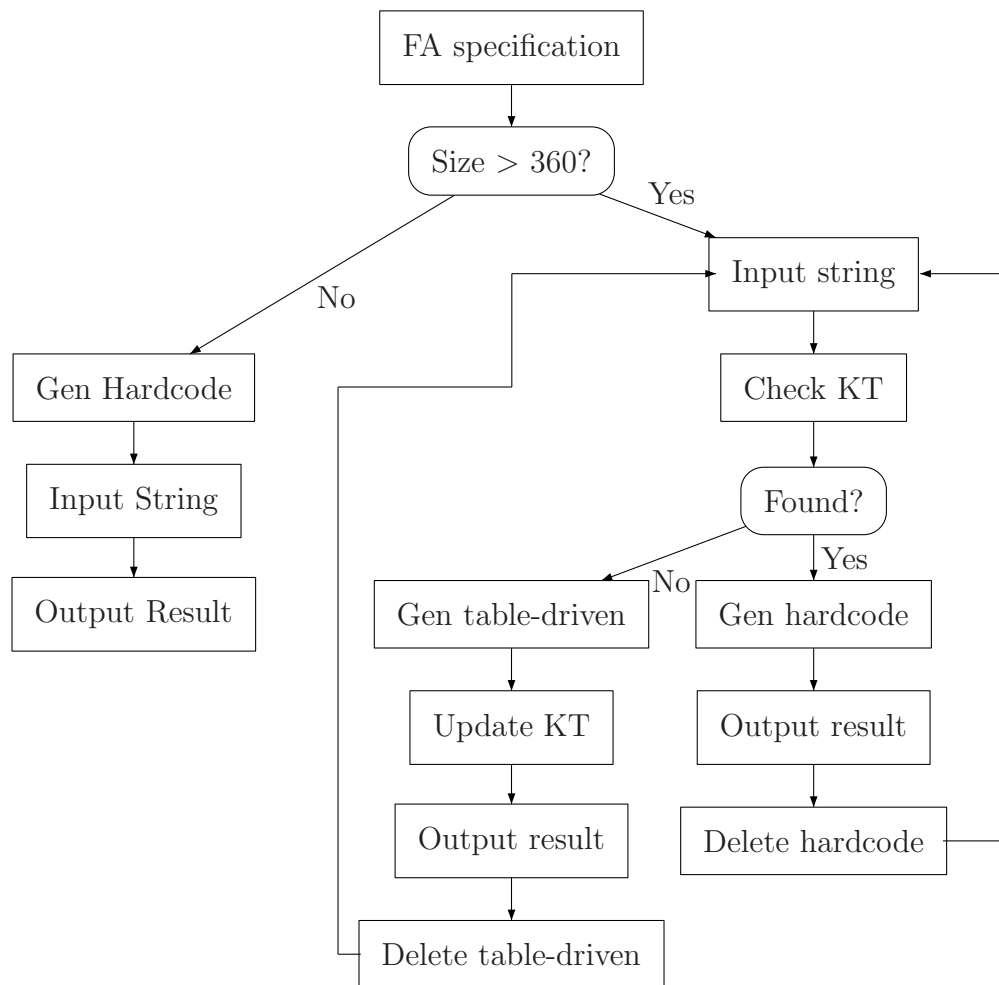 FA specification
Size > 360?
Yes
Input string
No
Gen Hardcode
Check KT
Input String
Found?
Yes
No
Output Result
Gen table-driven
Gen hardcode
Update KT
Output result
Output result
Delete hardcode
Delete table-driven